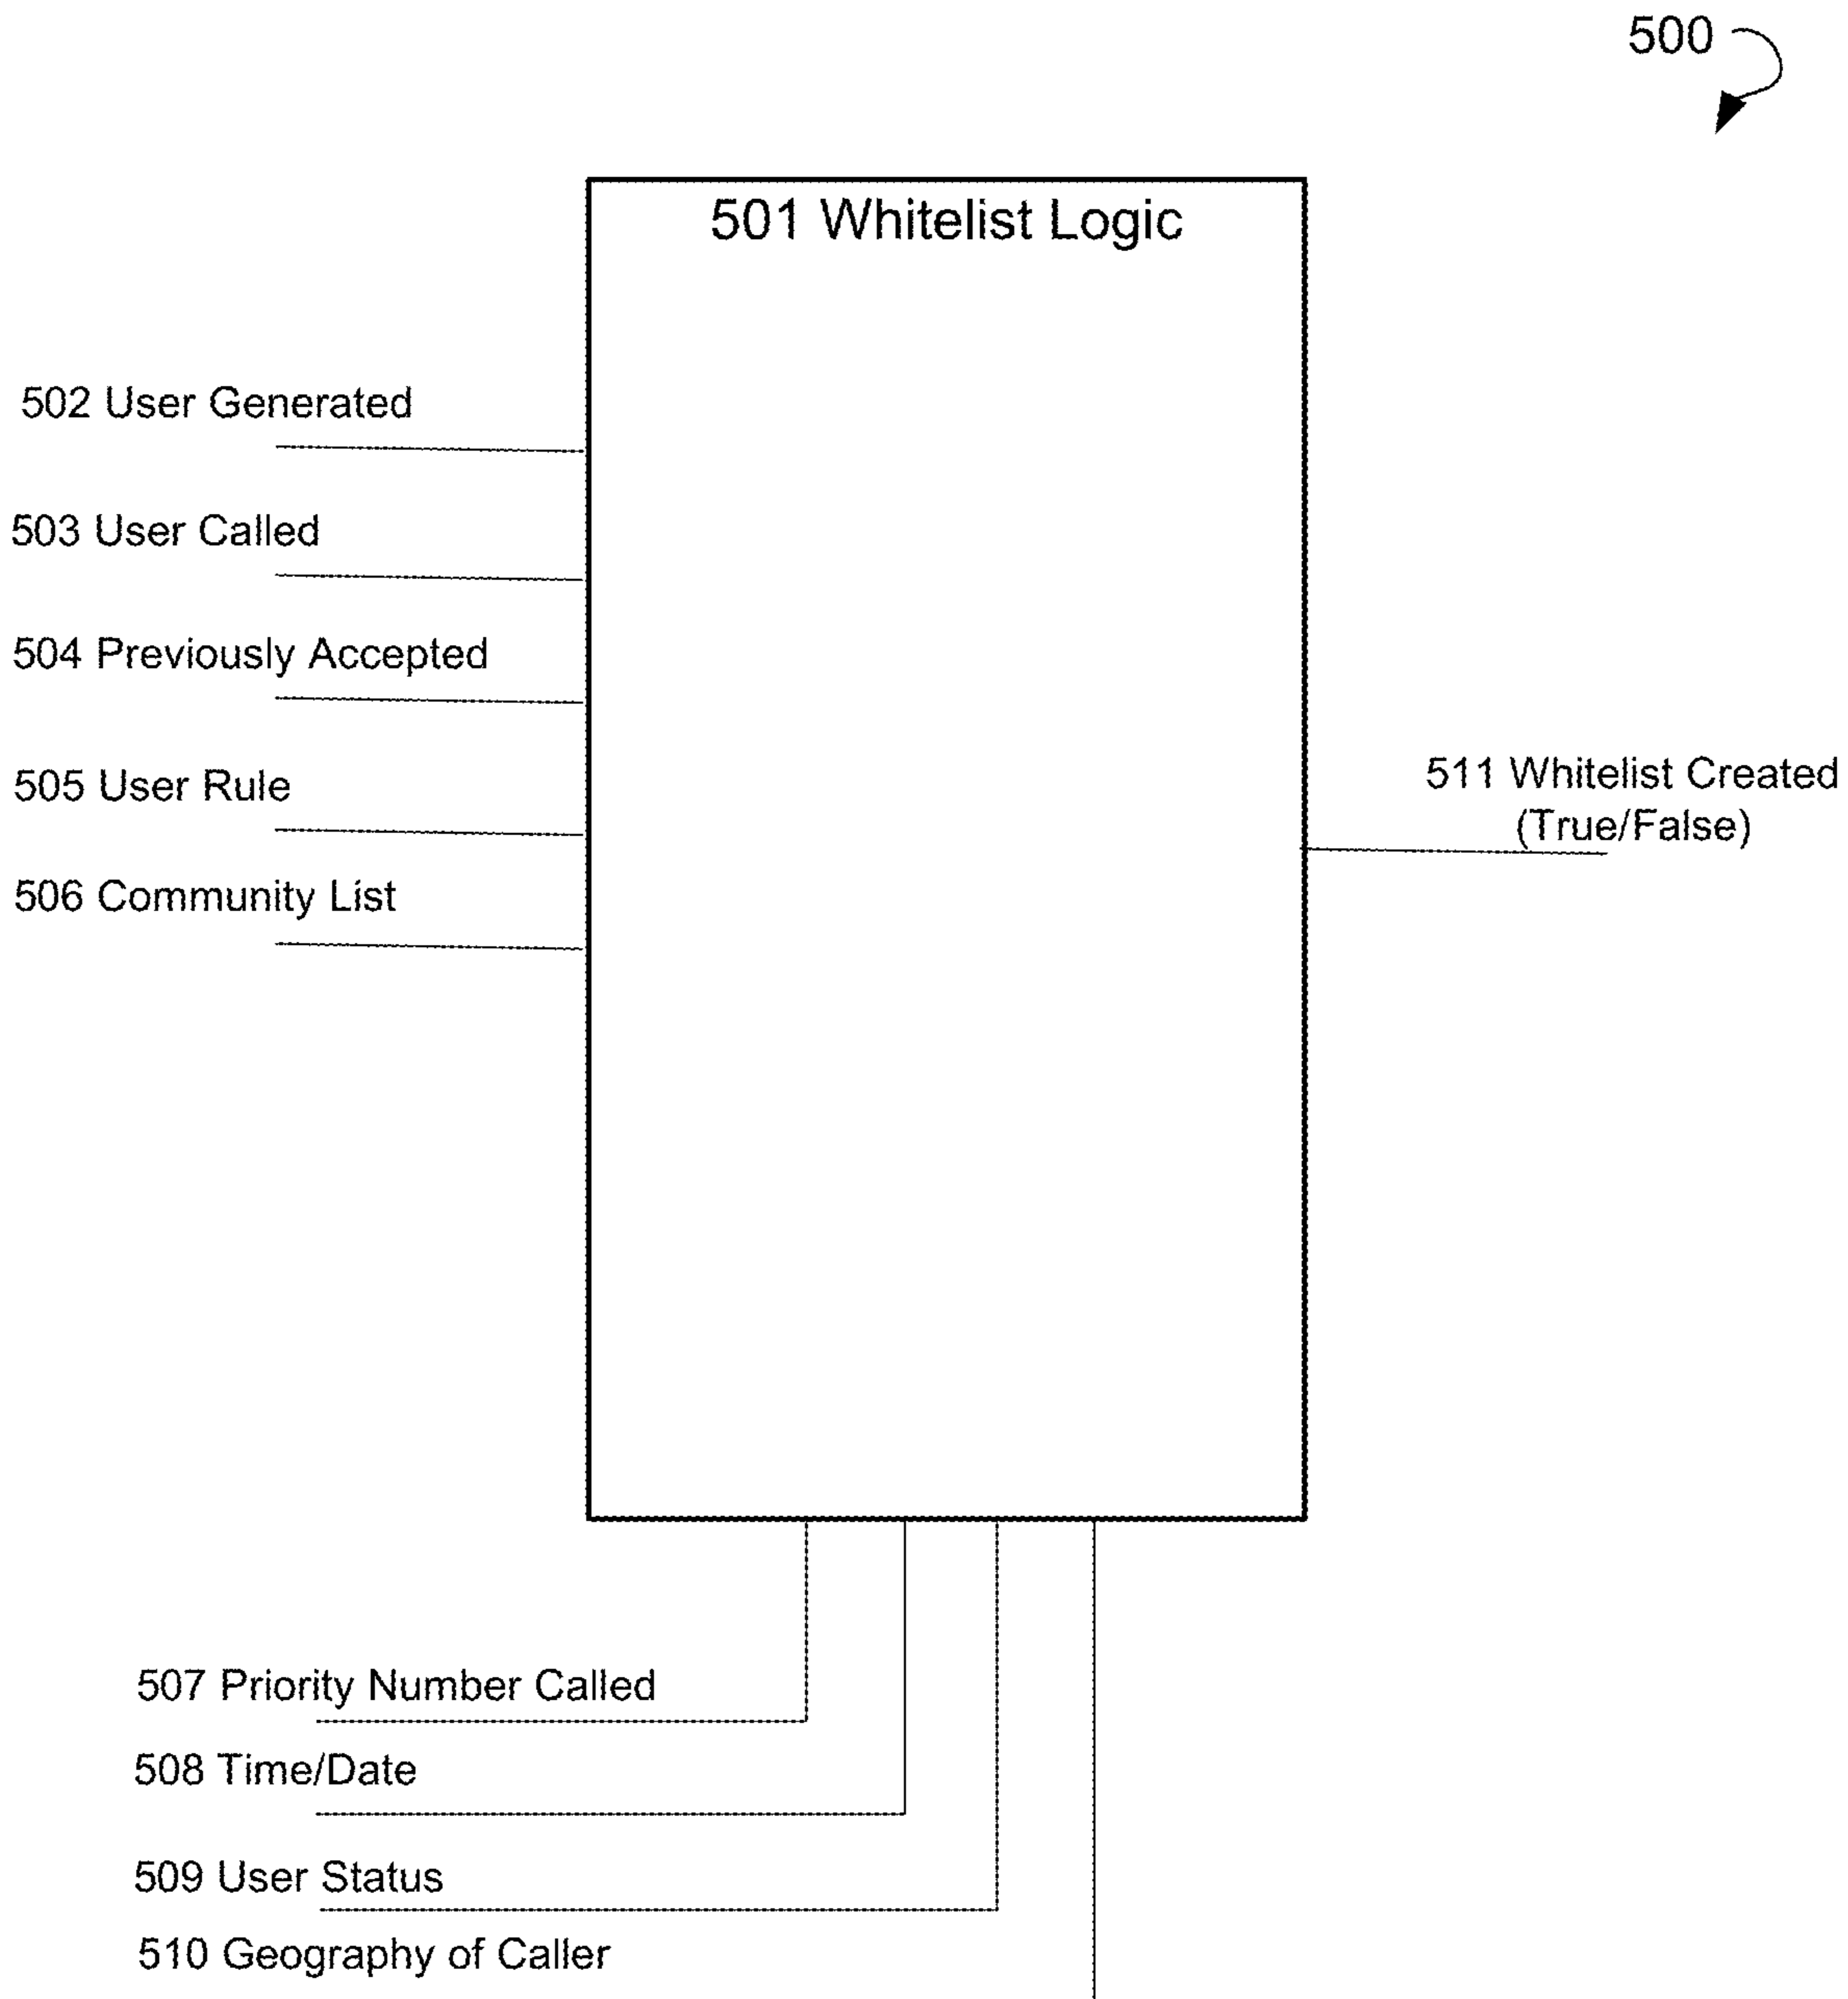 500
501 Whitelist Logic
502 User Generated
503 User Called
504 Previously Accepted
505 User Rule
506 Community List
511 Whitelist Created
(True/False)
507 Priority Number Called
508 Time/Date
509 User Status
510 Geography of Caller